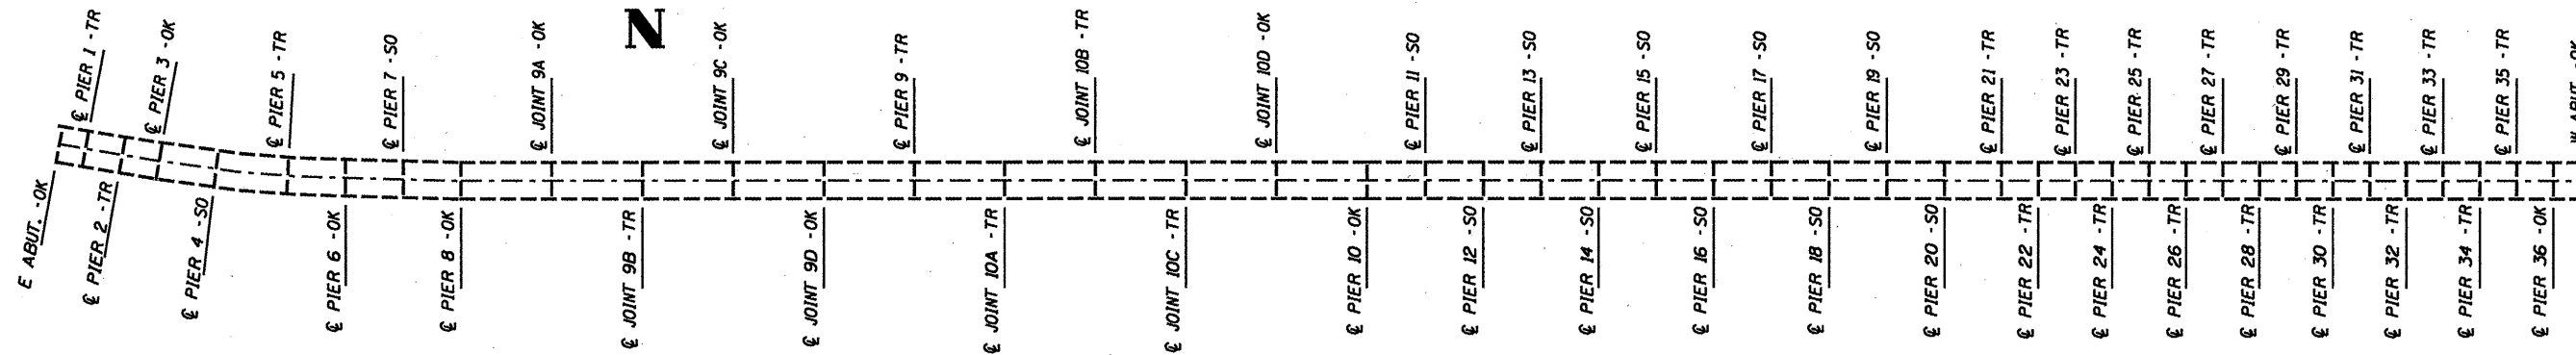 N
℄ PIER 1 -TR
℄ PIER 3 -OK
℄ PIER 5 -TR
℄ PIER 7 -SO
℄ JOINT 9A -OK
℄ JOINT 9C -OK
℄ PIER 9 -TR
℄ JOINT 10B -TR
℄ JOINT 10D -OK
℄ PIER 11 -SO
℄ PIER 13 -SO
℄ PIER 15 -SO
℄ PIER 17 -SO
℄ PIER 19 -SO
℄ PIER 21 -TR
℄ PIER 23 -TR
℄ PIER 25 -TR
℄ PIER 27 -TR
℄ PIER 29 -TR
℄ PIER 31 -TR
℄ PIER 33 -TR
℄ PIER 35 -TR
E ABUT. -OK
℄ PIER 2 -TR
℄ PIER 4 -SO
℄ PIER 6 -OK
℄ PIER 8 -OK
℄ JOINT 9B -TR
℄ JOINT 9D -OK
℄ JOINT 10A -TR
℄ JOINT 10C -TR
℄ PIER 10 -OK
℄ PIER 12 -SO
℄ PIER 14 -SO
℄ PIER 16 -SO
℄ PIER 18 -SO
℄ PIER 20 -SO
℄ PIER 22 -TR
℄ PIER 24 -TR
℄ PIER 26 -TR
℄ PIER 28 -TR
℄ PIER 30 -TR
℄ PIER 32 -TR
℄ PIER 34 -TR
℄ PIER 36 -OK